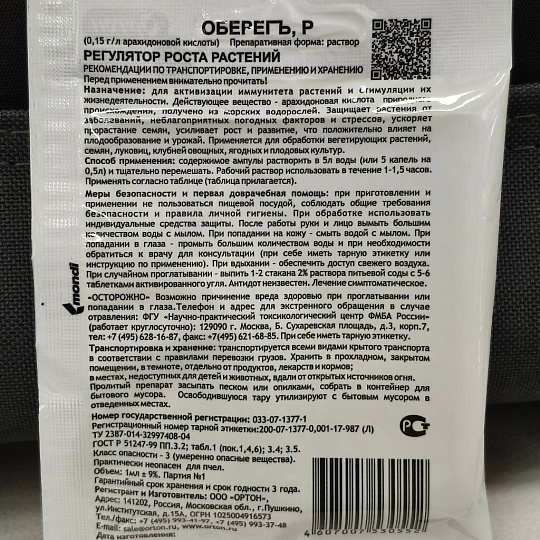 ОБЕРЕГЪ, Р
(0,15 г/л арахидоновой кислоты) Препаративная форма: раствор
РЕГУЛЯТОР РОСТА РАСТЕНИЙ
РЕКОМЕНДАЦИИ ПО ТРАНСПОРТИРОВКЕ, ПРИМЕНЕНИЮ И ХРАНЕНИЮ
Перед применением внимательно прочитать!
Назначение: для активизации иммунитета растений и стимуляции их
жизнедеятельности. Действующее вещество - арахидоновая кислота природного
происхождения, получено из морских водорослей. Защищает растения от
заболеваний, неблагоприятных погодных факторов и стрессов, ускоряет
прорастание семян, усиливает рост и развитие, что положительно влияет на
плодообразование и урожай. Применяется для обработки вегетирующих растений,
семян, луковиц, клубней овощных, ягодных и плодовых культур.
Способ применения: содержимое ампулы растворить в 5л воды (или 5 капель на
0,5л) и тщательно перемешать. Рабочий раствор использовать в течение 1-1,5 часов.
Применять согласно таблице (таблица прилагается).
Меры безопасности и первая доврачебная помощь: при приготовлении и
применении не пользоваться пищевой посудой, соблюдать общие требования
безопасности и правила личной гигиены. При обработке использовать
индивидуальные средства защиты. После работы руки и лицо вымыть большим
количеством воды с мылом. При попадании на кожу - смыть водой с мылом. При
попадании в глаза - промыть большим количеством воды и при необходимости
обратиться к врачу для консультации (при себе иметь тарную этикетку или
инструкцию по применению). При вдыхании - обеспечить доступ свежего воздуха.
При случайном проглатывании - выпить 1-2 стакана 2% раствора питьевой соды с 5-6
таблетками активированного угля. Антидот неизвестен. Лечение симптоматическое.
«ОСТОРОЖНО» Возможно причинение вреда здоровью при проглатывании или
попадании в глаза.Телефон и адрес для экстренного обращения в случае
отравления: ФГУ «Научно-практический токсикологический центр ФМБА России»
(работает круглосуточно): 129090 г. Москва, Б. Сухаревская площадь, д.3, корп.7,
тел: +7 (495) 628-16-87, факс: +7(495) 621-68-85. При себе иметь тарную этикетку.
Транспортировка и хранение: транспортируется всеми видами крытого транспорта
в соответствии с правилами перевозки грузов. Хранить в прохладном, закрытом
помещении, в темноте, отдельно от продуктов, лекарств и кормов;
в местах, недоступных для детей и животных, вдали от открытых источников огня.
Пролитый препарат засыпать песком или опилками, собрать в контейнер для
бытового мусора. Освободившуюся тару утилизируют с бытовым мусором в
отведенных местах.
Номер государственной регистрации: 033-07-1377-1
Регистрационный номер тарной этикетки:200-07-1377-0,001-17-987 (Л)
ТУ 2387-014-32997408-04
ГОСТ Р 51247-99 ПП.3.2; табл.1 (пок.1,4,6); 3.4; 3.5.
Класс опасности - 3 (умеренно опасные вещества).
Практически неопасен для пчел.
Объем: 1мл ± 9%. Партия №1
Гарантийный срок хранения и срок годности 3 года.
Регистрант и Изготовитель: ООО «ОРТОН»,
Адрес: 141202, Россия, Московская обл., г.Пушкино,
ул.Институтская, д.15А, ОГРН 1025004916573
Тел./факс: +7 (495) 993-41-97, +7 (495) 993-37-48
E-mail: sale@orton.ru, www.orton.ru
Дата изготовления:
mondi
РСТ
4607007530552